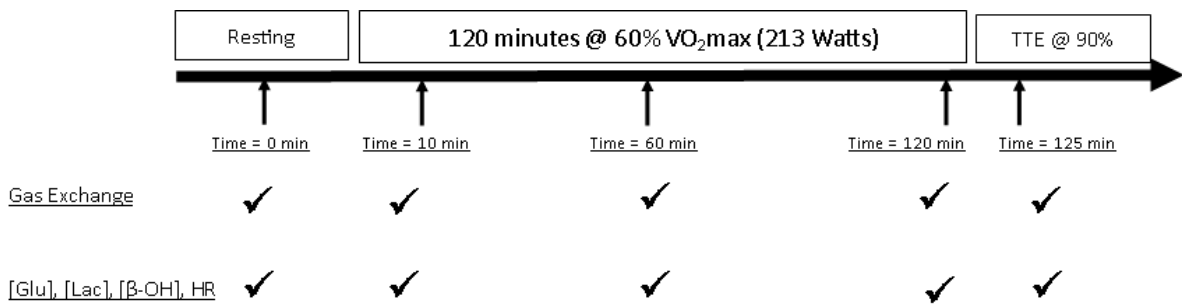 Resting
120 minutes @ 60% VO₂max (213 Watts)
TTE @ 90%
Time = 0 min
Time = 10 min
Time = 60 min
Time = 120 min
Time = 125 min
Gas Exchange
[Glu], [Lac], [β-OH], HR